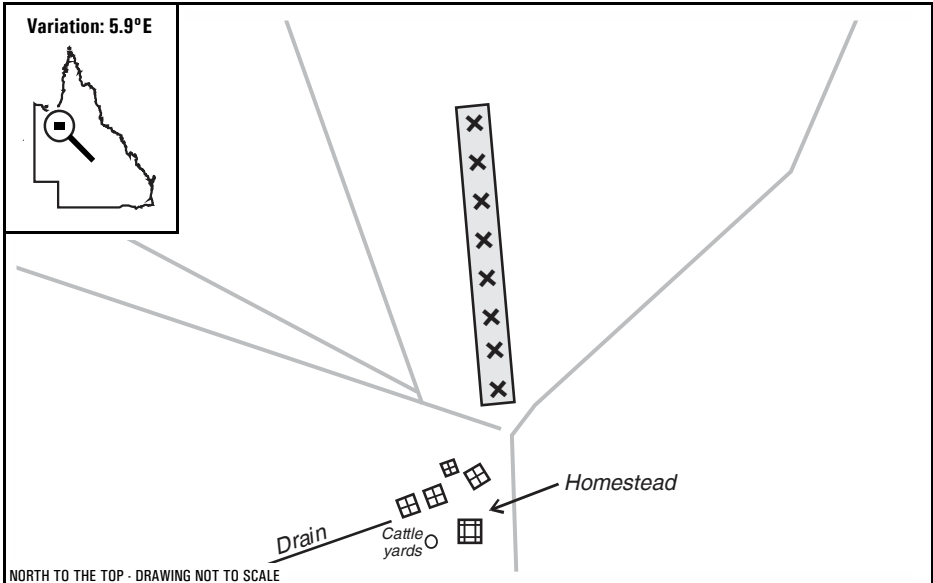 Variation: 5.9°E
Homestead
Drain
Cattle
yards
NORTH TO THE TOP - DRAWING NOT TO SCALE